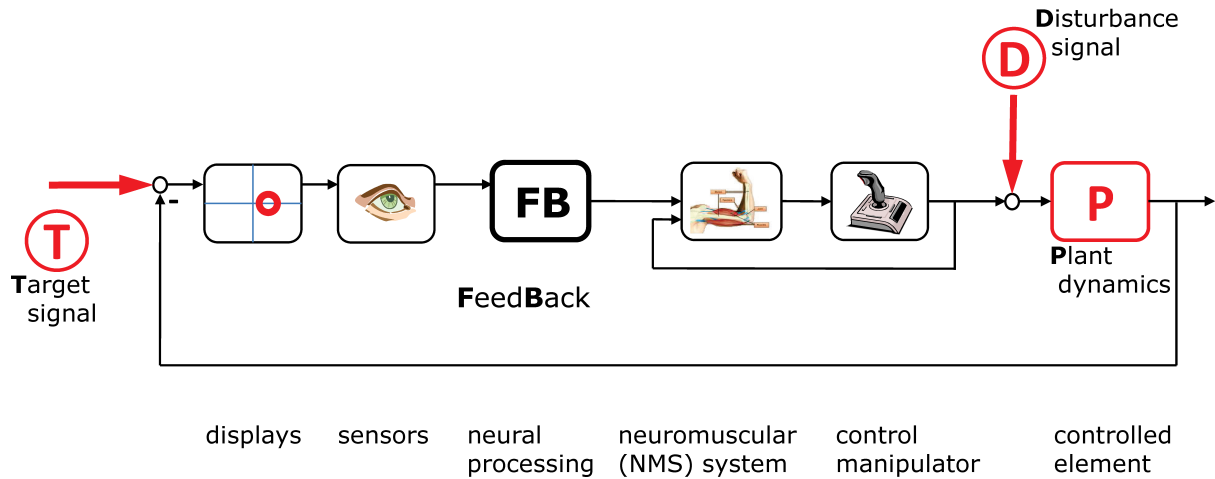 Disturbance
signal
D
T
Target
signal
-
FB
FeedBack
P
Plant
dynamics
displays
sensors
neural
processing
neuromuscular
(NMS) system
control
manipulator
controlled
element